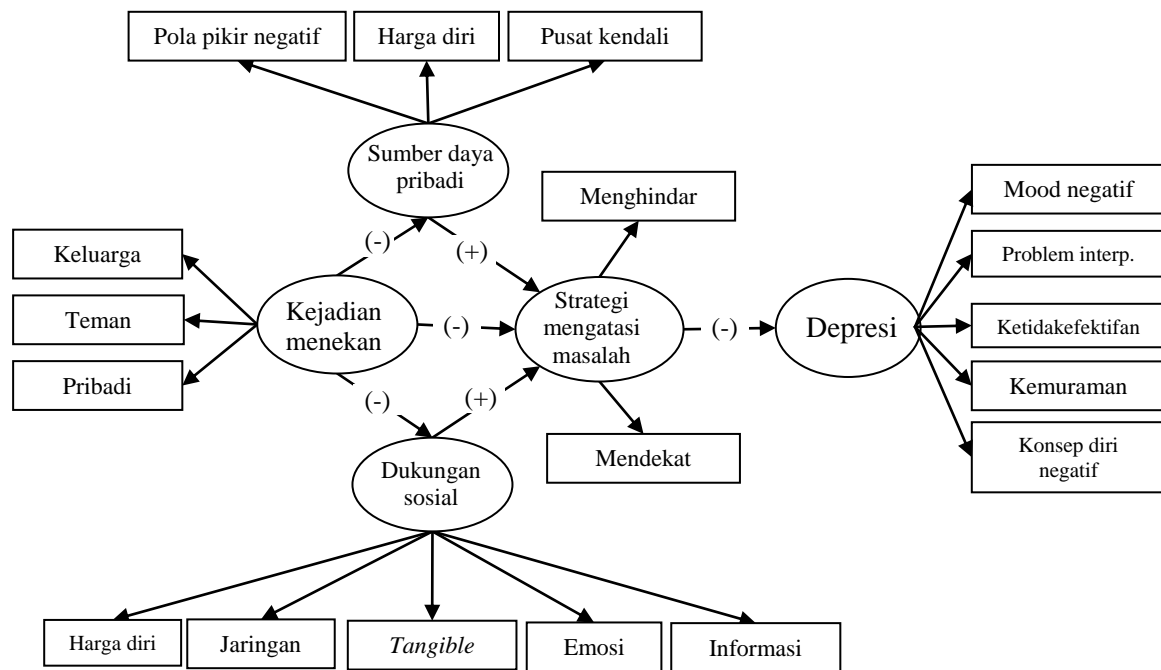 Pola pikir negatif
Harga diri
Pusat kendali
Sumber daya
pribadi
Menghindar
Mood negatif
(-)
(+)
Keluarga
Problem interp.
Teman
Kejadian
menekan
(-)
Strategi
mengatasi
masalah
(-)
Depresi
Ketidakefektifan
Pribadi
Kemuraman
(-)
(+)
Dukungan
sosial
Mendekat
Konsep diri
negatif
Harga diri
Jaringan
Tangible
Emosi
Informasi